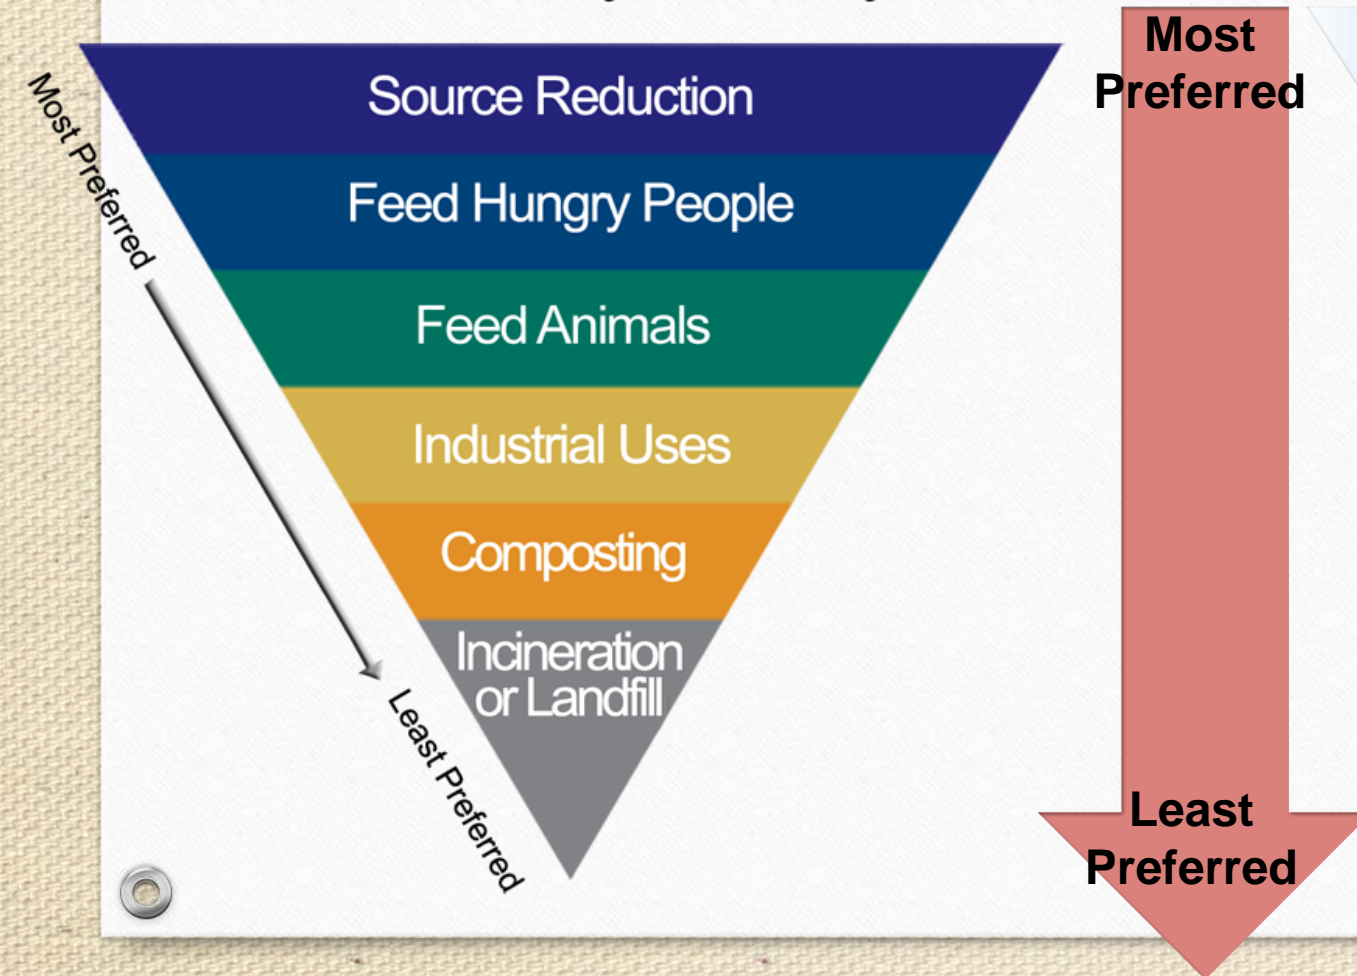 Most Preferred
Source Reduction
Feed Hungry People
Feed Animals
Industrial Uses
Composting
Incineration
or Landfill
Least Preferred
Most
Preferred
Least
Preferred